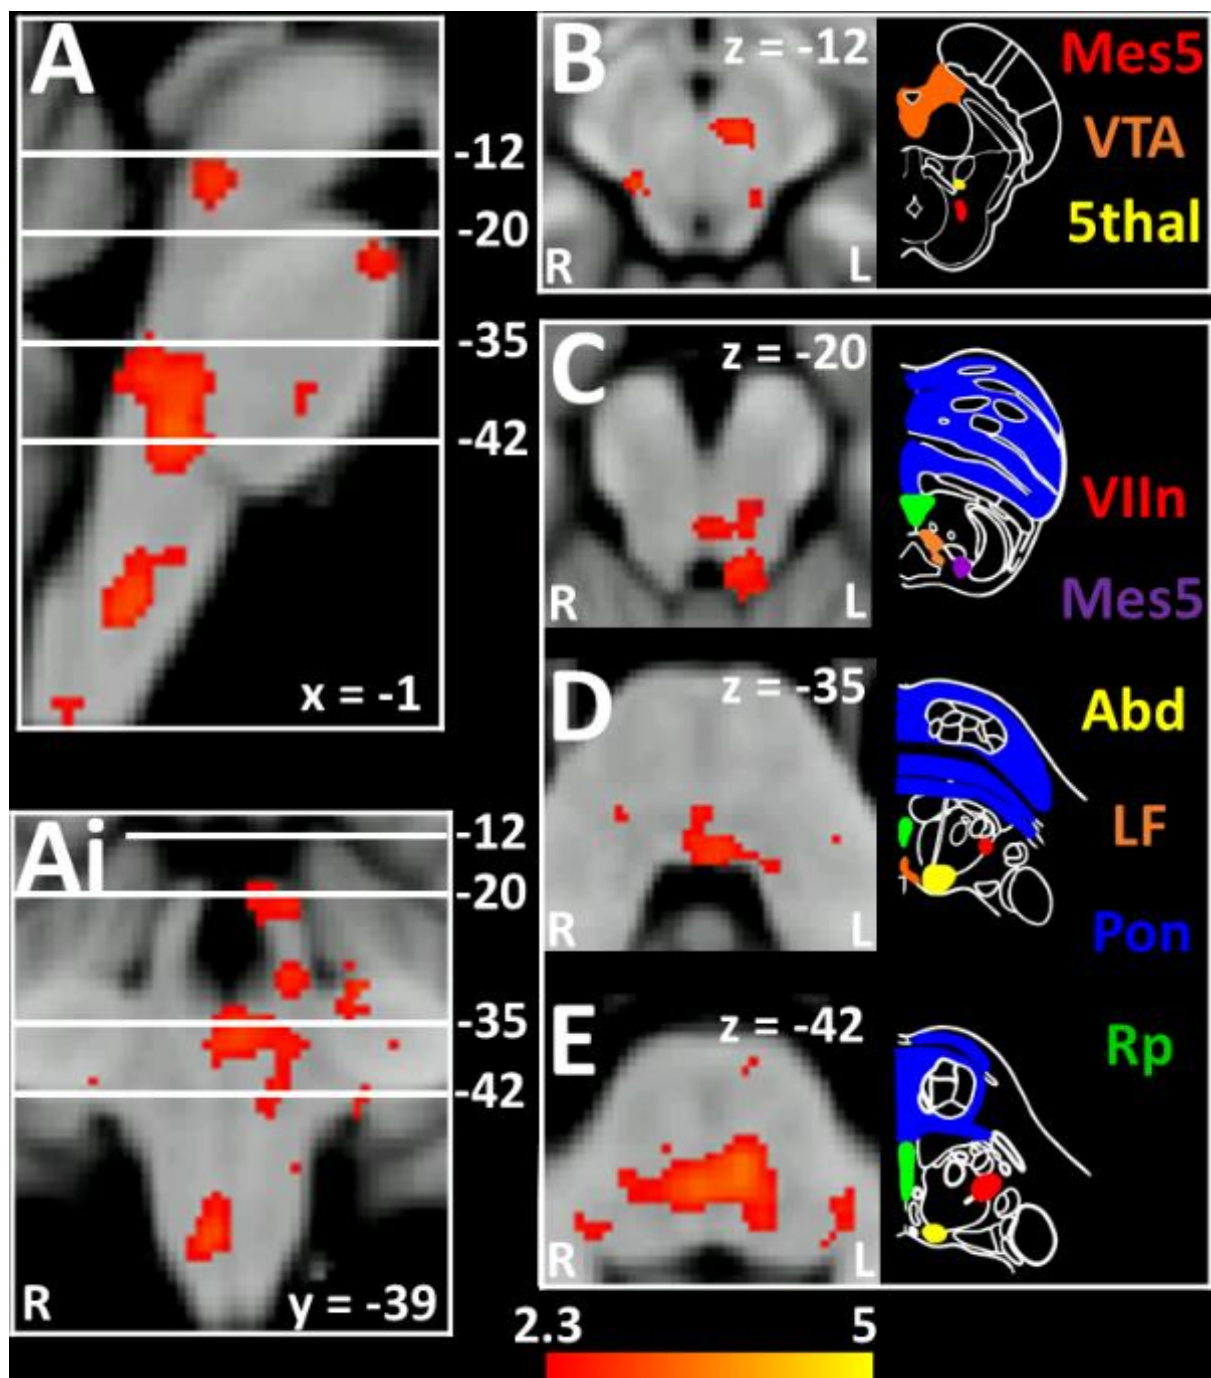 A
-12
-20
-35
-42
x = -1
Ai
-12
-20
-35
-42
R
y = -39
B
z = -12
R
L
Mes5
VTA
5thal
C
z = -20
R
L
VIIn
Mes5
D
z = -35
R
L
Abd
LF
Pon
E
z = -42
R
L
Rp
2.3
5